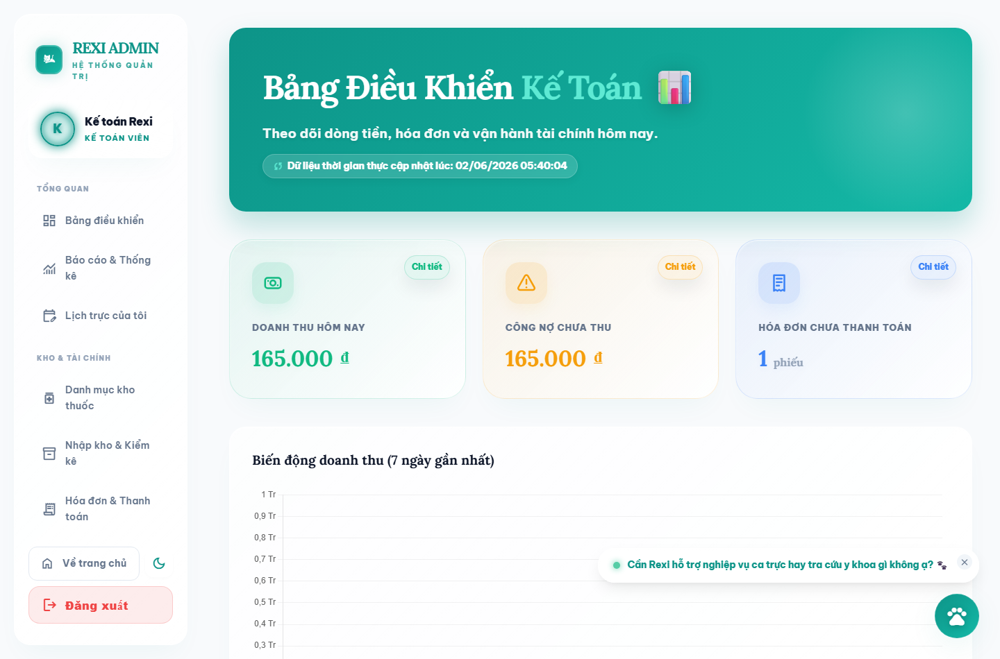 REXI ADMIN
HỆ THỐNG QUẢN
TRỊ
K
Kế toán Rexi
KẾ TOÁN VIÊN
TỔNG QUAN
Bảng điều khiển
Báo cáo & Thống
kê
Lịch trực của tôi
KHO & TÀI CHÍNH
Danh mục kho
thuốc
Nhập kho & Kiểm
kê
Hóa đơn & Thanh
toán
Về trang chủ
Đăng xuất
Bảng Điều Khiển Kế Toán
Theo dõi dòng tiền, hóa đơn và vận hành tài chính hôm nay.
Dữ liệu thời gian thực cập nhật lúc: 02/06/2026 05:40:04
Chi tiết
DOANH THU HÔM NAY
165.000 ₫
Chi tiết
CÔNG NỢ CHƯA THU
165.000 ₫
Chi tiết
HÓA ĐƠN CHƯA THANH TOÁN
1 phiếu
Biến động doanh thu (7 ngày gần nhất)
1 Tr
0,9 Tr
0,8 Tr
0,7 Tr
0,6 Tr
0,5 Tr
0,4 Tr
0,3 Tr
Cần Rexi hỗ trợ nghiệp vụ ca trực hay tra cứu y khoa gì không ạ? 🐾